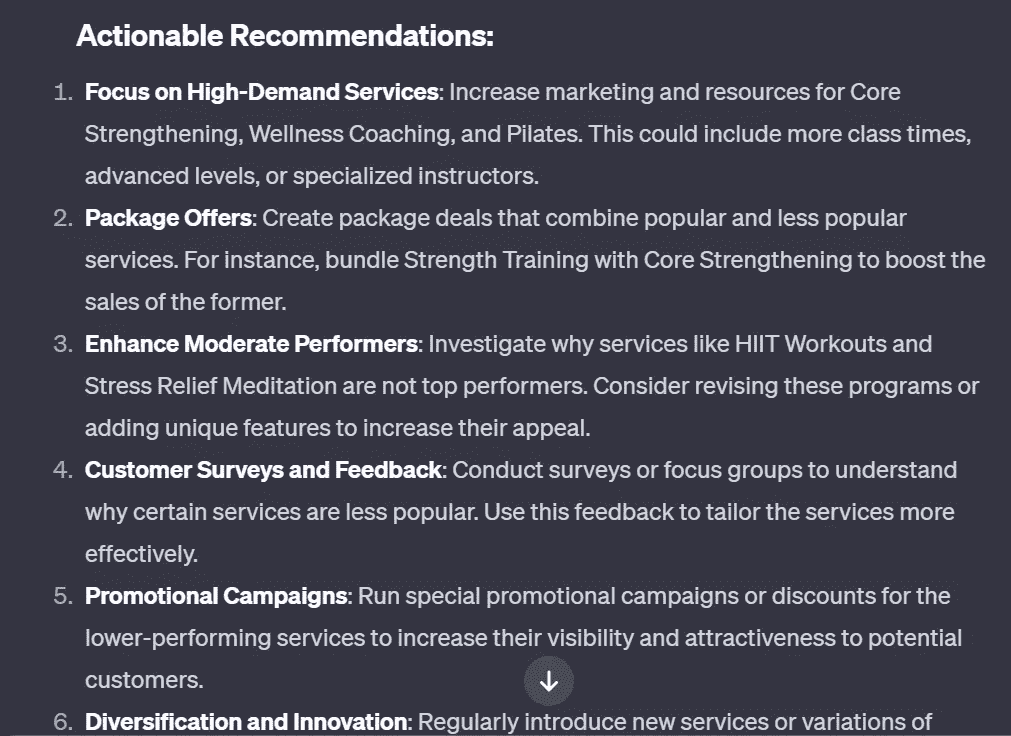 Actionable Recommendations:
1. Focus on High-Demand Services: Increase marketing and resources for Core
Strengthening, Wellness Coaching, and Pilates. This could include more class times,
advanced levels, or specialized instructors.
2. Package Offers: Create package deals that combine popular and less popular
services. For instance, bundle Strength Training with Core Strengthening to boost the
sales of the former.
3. Enhance Moderate Performers: Investigate why services like HIIT Workouts and
Stress Relief Meditation are not top performers. Consider revising these programs or
adding unique features to increase their appeal.
4. Customer Surveys and Feedback: Conduct surveys or focus groups to understand
why certain services are less popular. Use this feedback to tailor the services more
effectively.
5. Promotional Campaigns: Run special promotional campaigns or discounts for the
lower-performing services to increase their visibility and attractiveness to potential
customers.
6. Diversification and Innovation: Regularly introduce new services or variations of